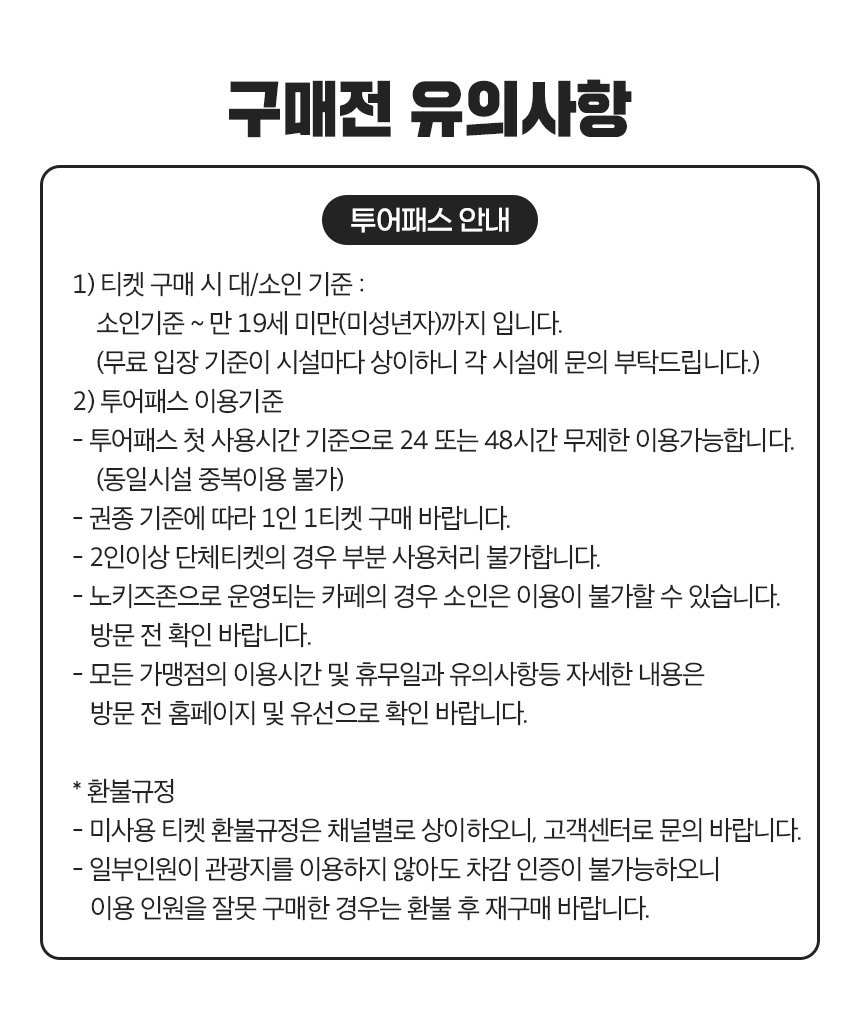 구매전 유의사항
투어패스 안내
1) 티켓 구매 시 대/소인 기준 :
소인기준 ~ 만 19세 미만(미성년자)까지 입니다.
(무료 입장 기준이 시설마다 상이하니 각 시설에 문의 부탁드립니다.)
2) 투어패스 이용기준
- 투어패스 첫 사용시간 기준으로 24 또는 48시간 무제한 이용가능합니다.
(동일시설 중복이용 불가)
- 권종 기준에 따라 1인 1티켓 구매 바랍니다.
- 2인이상 단체티켓의 경우 부분 사용처리 불가합니다.
- 노키즈존으로 운영되는 카페의 경우 소인은 이용이 불가할 수 있습니다.
방문 전 확인 바랍니다.
- 모든 가맹점의 이용시간 및 휴무일과 유의사항등 자세한 내용은
방문 전 홈페이지 및 유선으로 확인 바랍니다.
* 환불규정
- 미사용 티켓 환불규정은 채널별로 상이하오니, 고객센터로 문의 바랍니다.
- 일부인원이 관광지를 이용하지 않아도 차감 인증이 불가능하오니
이용 인원을 잘못 구매한 경우는 환불 후 재구매 바랍니다.